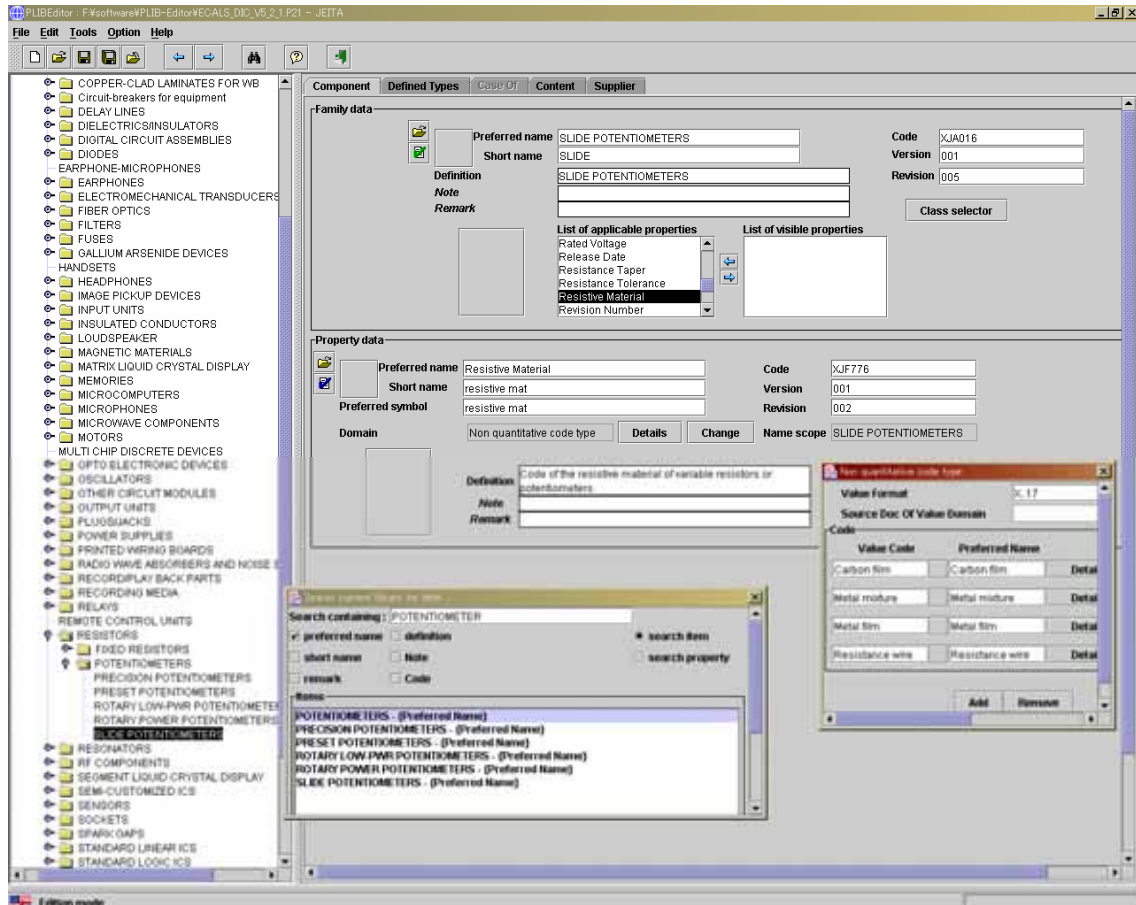 PLIBEditor : F:¥software¥PLIB-Editor¥ECALS_DIC_V5_2_1.P21 - JEITA
File Edit Tools Option Help
COPPER-CLAD LAMINATES FOR WB
Circuit-breakers for equipment
DELAY LINES
DIELECTRICS/INSULATORS
DIGITAL CIRCUIT ASSEMBLIES
DIODES
EARPHONE-MICROPHONES
EARPHONES
ELECTROMECHANICAL TRANSDUCERS
FIBER OPTICS
FILTERS
FUSES
GALLIUM ARSENIDE DEVICES
HANDSETS
HEADPHONES
IMAGE PICKUP DEVICES
INPUT UNITS
INSULATED CONDUCTORS
LOUDSPEAKER
MAGNETIC MATERIALS
MATRIX LIQUID CRYSTAL DISPLAY
MEMORIES
MICROCOMPUTERS
MICROPHONES
MICROWAVE COMPONENTS
MOTORS
MULTI CHIP DISCRETE DEVICES
OPTO ELECTRONIC DEVICES
OSCILLATORS
OTHER CIRCUIT MODULES
OUTPUT UNITS
PLUGS/JACKS
POWER SUPPLIES
PRINTED WIRING BOARDS
RADIO WAVE ABSORBERS AND NOISE
RECORD/PLAY BACK PARTS
RECORDING MEDIA
RELAYS
REMOTE CONTROL UNITS
RESISTORS
FIXED RESISTORS
POTENTIOMETERS
PRECISION POTENTIOMETERS
PRESET POTENTIOMETERS
ROTARY LOW-PWR POTENTIOMETER
ROTARY POWER POTENTIOMETERS
SLIDE POTENTIOMETERS
RESONATORS
RF COMPONENTS
SEGMENT LIQUID CRYSTAL DISPLAY
SEMI-CUSTOMIZED ICS
SENSORS
SOCKETS
SPARK GAPS
STANDARD LINEAR ICS
STANDARD LOGIC ICS
Component Defined Types Case Of Content Supplier
Family data
Preferred name SLIDE POTENTIOMETERS Code XJA016
Short name SLIDE Version 001
Definition SLIDE POTENTIOMETERS Revision 005
Note
Remark Class selector
List of applicable properties List of visible properties
Rated Voltage
Release Date
Resistance Taper
Resistance Tolerance
Resistive Material
Revision Number
Property data
Preferred name Resistive Material Code XJF776
Short name resistive mat Version 001
Preferred symbol resistive mat Revision 002
Domain Non quantitative code type Details Change Name scope SLIDE POTENTIOMETERS
Definition Code of the resistive material of variable resistors or
potentiometers.
Note
Remark
Search containing : POTENTIOMETER
preferred name definition search item
short name Note search property
remark Code
Items
POTENTIOMETERS - (Preferred Name)
PRECISION POTENTIOMETERS - (Preferred Name)
PRESET POTENTIOMETERS - (Preferred Name)
ROTARY LOW-PWR POTENTIOMETERS - (Preferred Name)
ROTARY POWER POTENTIOMETERS - (Preferred Name)
SLIDE POTENTIOMETERS - (Preferred Name)
Non quantitative code type
Value Format X..17
Source Doc Of Value Domain
Code
Value Code Preferred Name
Carbon film Carbon film Detai
Metal mixture Metal mixture Detai
Metal film Metal film Detai
Resistance wire Resistance wire Detai
Add Remove
Edition mode